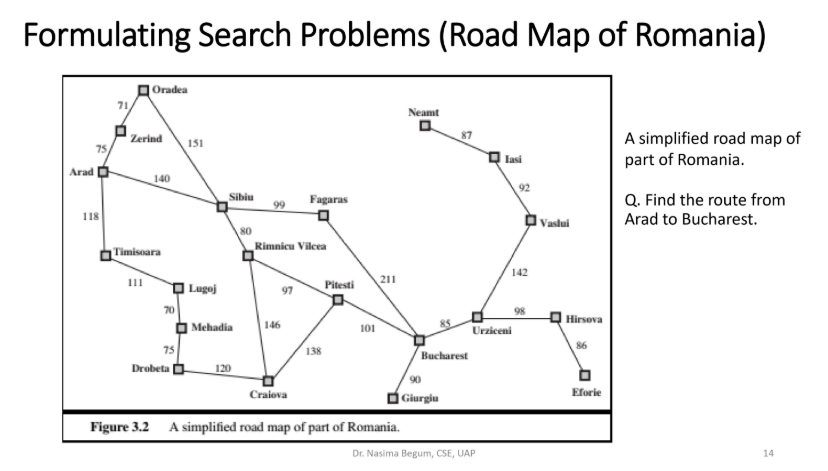 Formulating Search Problems (Road Map of Romania)
Oradea
71
Neamt
Zerind
87
151
75
Iasi
Arad
140
92
Sibiu
99
Fagaras
118
Vaslui
80
Timisoara
Rimnicu Vilcea
142
111
211
Lugoj
97
Pitesti
70
98
Hirsova
146
85
Mehadia
101
Urziceni
138
86
75
Bucharest
Drobeta
120
90
Craiova
Giurgiu
Eforie
Figure 3.2 A simplified road map of part of Romania.
A simplified road map of
part of Romania.
Q. Find the route from
Arad to Bucharest.
Dr. Nasima Begum, CSE, UAP
14